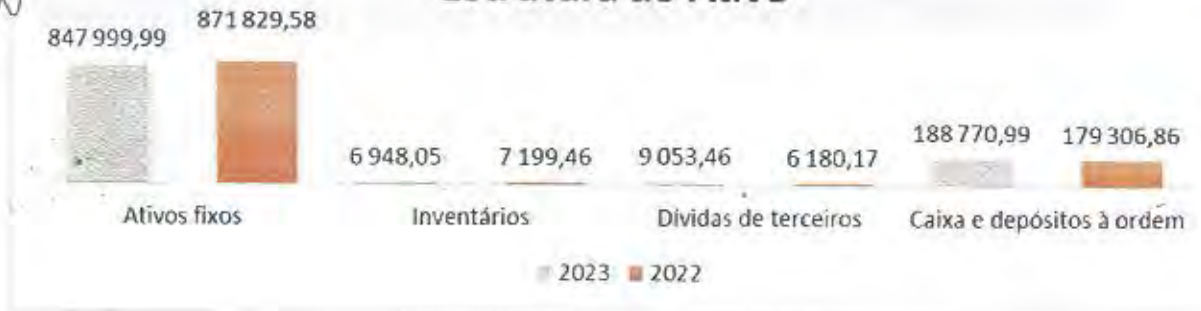 847 999,99 871 829,58
6 948,05 7 199,46 9 053,46 6 180,17 188 770,99 179 306,86
Ativos fixos Inventários Dívidas de terceiros Caixa e depósitos à ordem
2023 2022